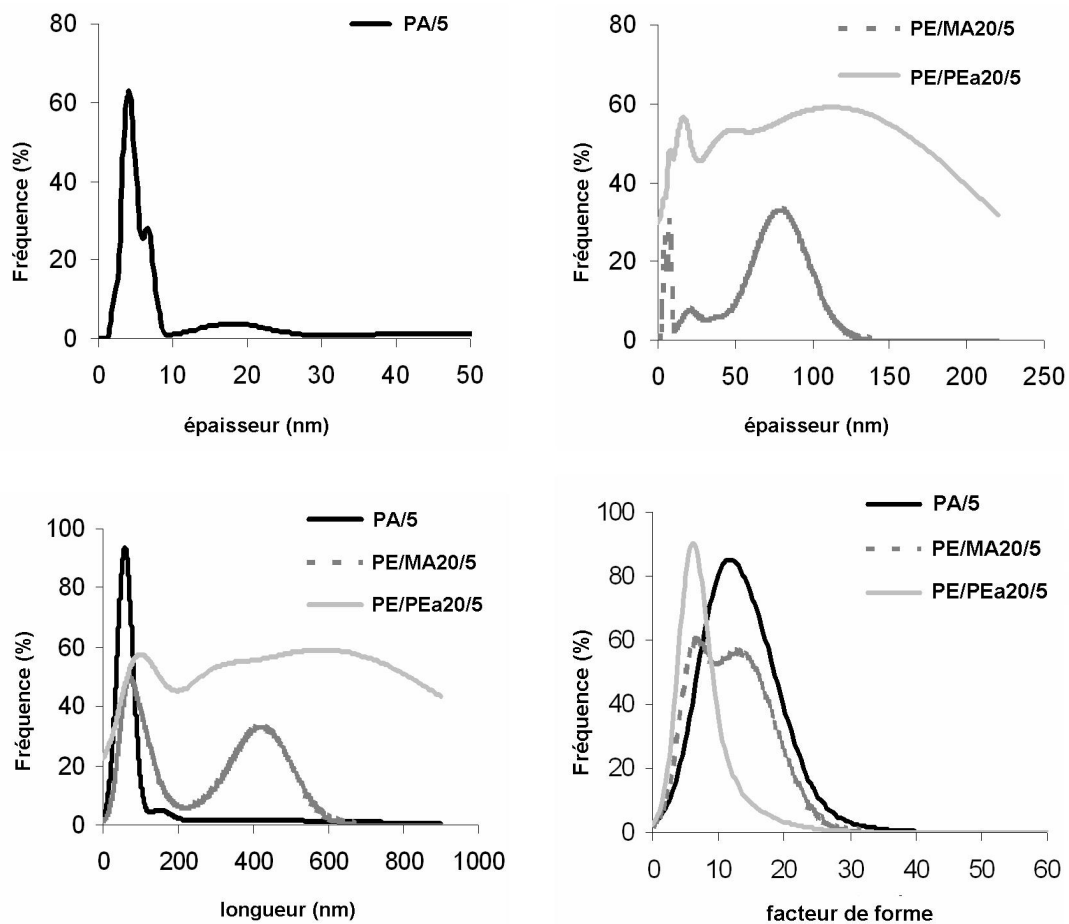 80
60
40
20
0
Fréquence (%)
PA/5
0 10 20 30 40 50
épaisseur (nm)
80
60
40
20
0
Fréquence (%)
PE/MA20/5
PE/PEa20/5
0 50 100 150 200 250
épaisseur (nm)
100
80
60
40
20
0
Fréquence (%)
PA/5
PE/MA20/5
PE/PEa20/5
0 200 400 600 800 1000
longueur (nm)
100
80
60
40
20
0
Fréquence (%)
PA/5
PE/MA20/5
PE/PEa20/5
0 10 20 30 40 50 60
facteur de forme